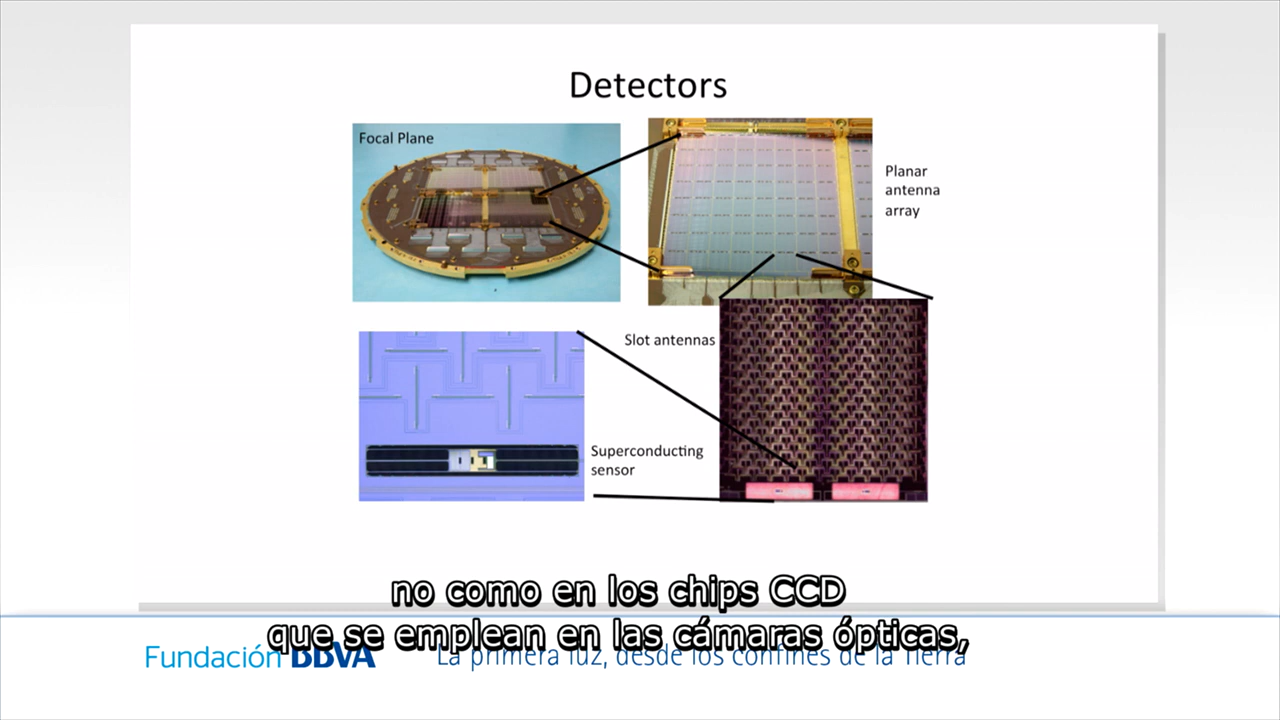 Detectors
Focal Plane
Planar
antenna
array
Slot antennas
Superconducting
sensor
no como en los chips CCD
que se emplean en las cámaras ópticas,
Fundación BBVA
La primera luz, desde los confines de la Tierra